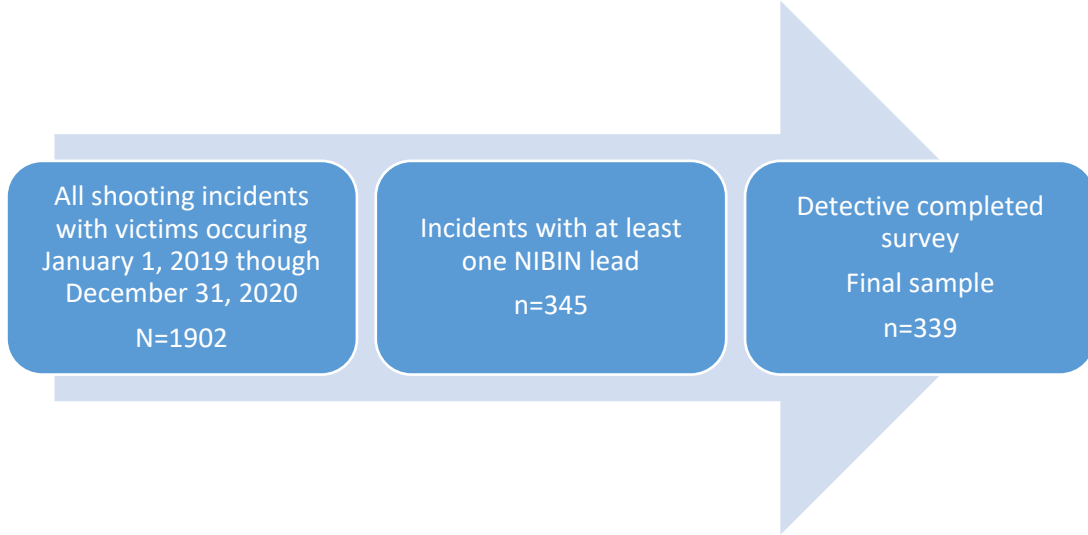 All shooting incidents
with victims occuring
January 1, 2019 though
December 31, 2020
N=1902
Incidents with at least
one NIBIN lead
n=345
Detective completed
survey
Final sample
n=339